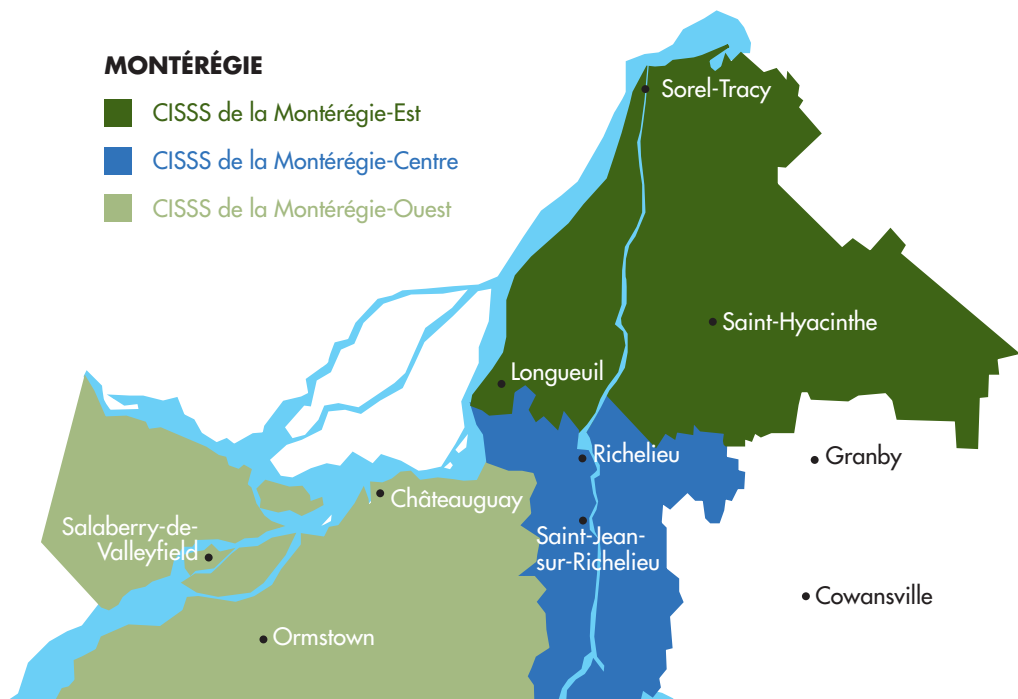 MONTÉRÉGIE
CISSS de la Montérégie-Est
CISSS de la Montérégie-Centre
CISSS de la Montérégie-Ouest
Sorel-Tracy
Saint-Hyacinthe
Longueuil
Richelieu
Granby
Châteauguay
Salaberry-de-
Valleyfield
Saint-Jean-
sur-Richelieu
Cowansville
Ormstown